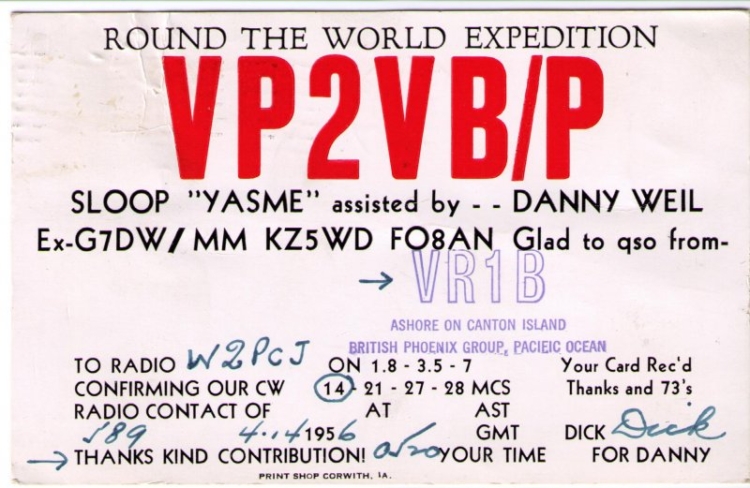 ROUND THE WORLD EXPEDITION
VP2VB/P
SLOOP "YASME" assisted by - - DANNY WEIL
Ex-G7DW/MM KZ5WD FO8AN Glad to qso from-
→ VR1B
ASHORE ON CANTON ISLAND
BRITISH PHOENIX GROUP, PACIFIC OCEAN
TO RADIO W2PCJ ON 1.8 - 3.5 - 7 Your Card Rec'd
CONFIRMING OUR CW 14 - 21 - 27 - 28 MCS Thanks and 73's
RADIO CONTACT OF AT AST
589 4-14 1956 GMT DICK Dick
→ THANKS KIND CONTRIBUTION! YOUR TIME FOR DANNY
PRINT SHOP CORWITH, IA.